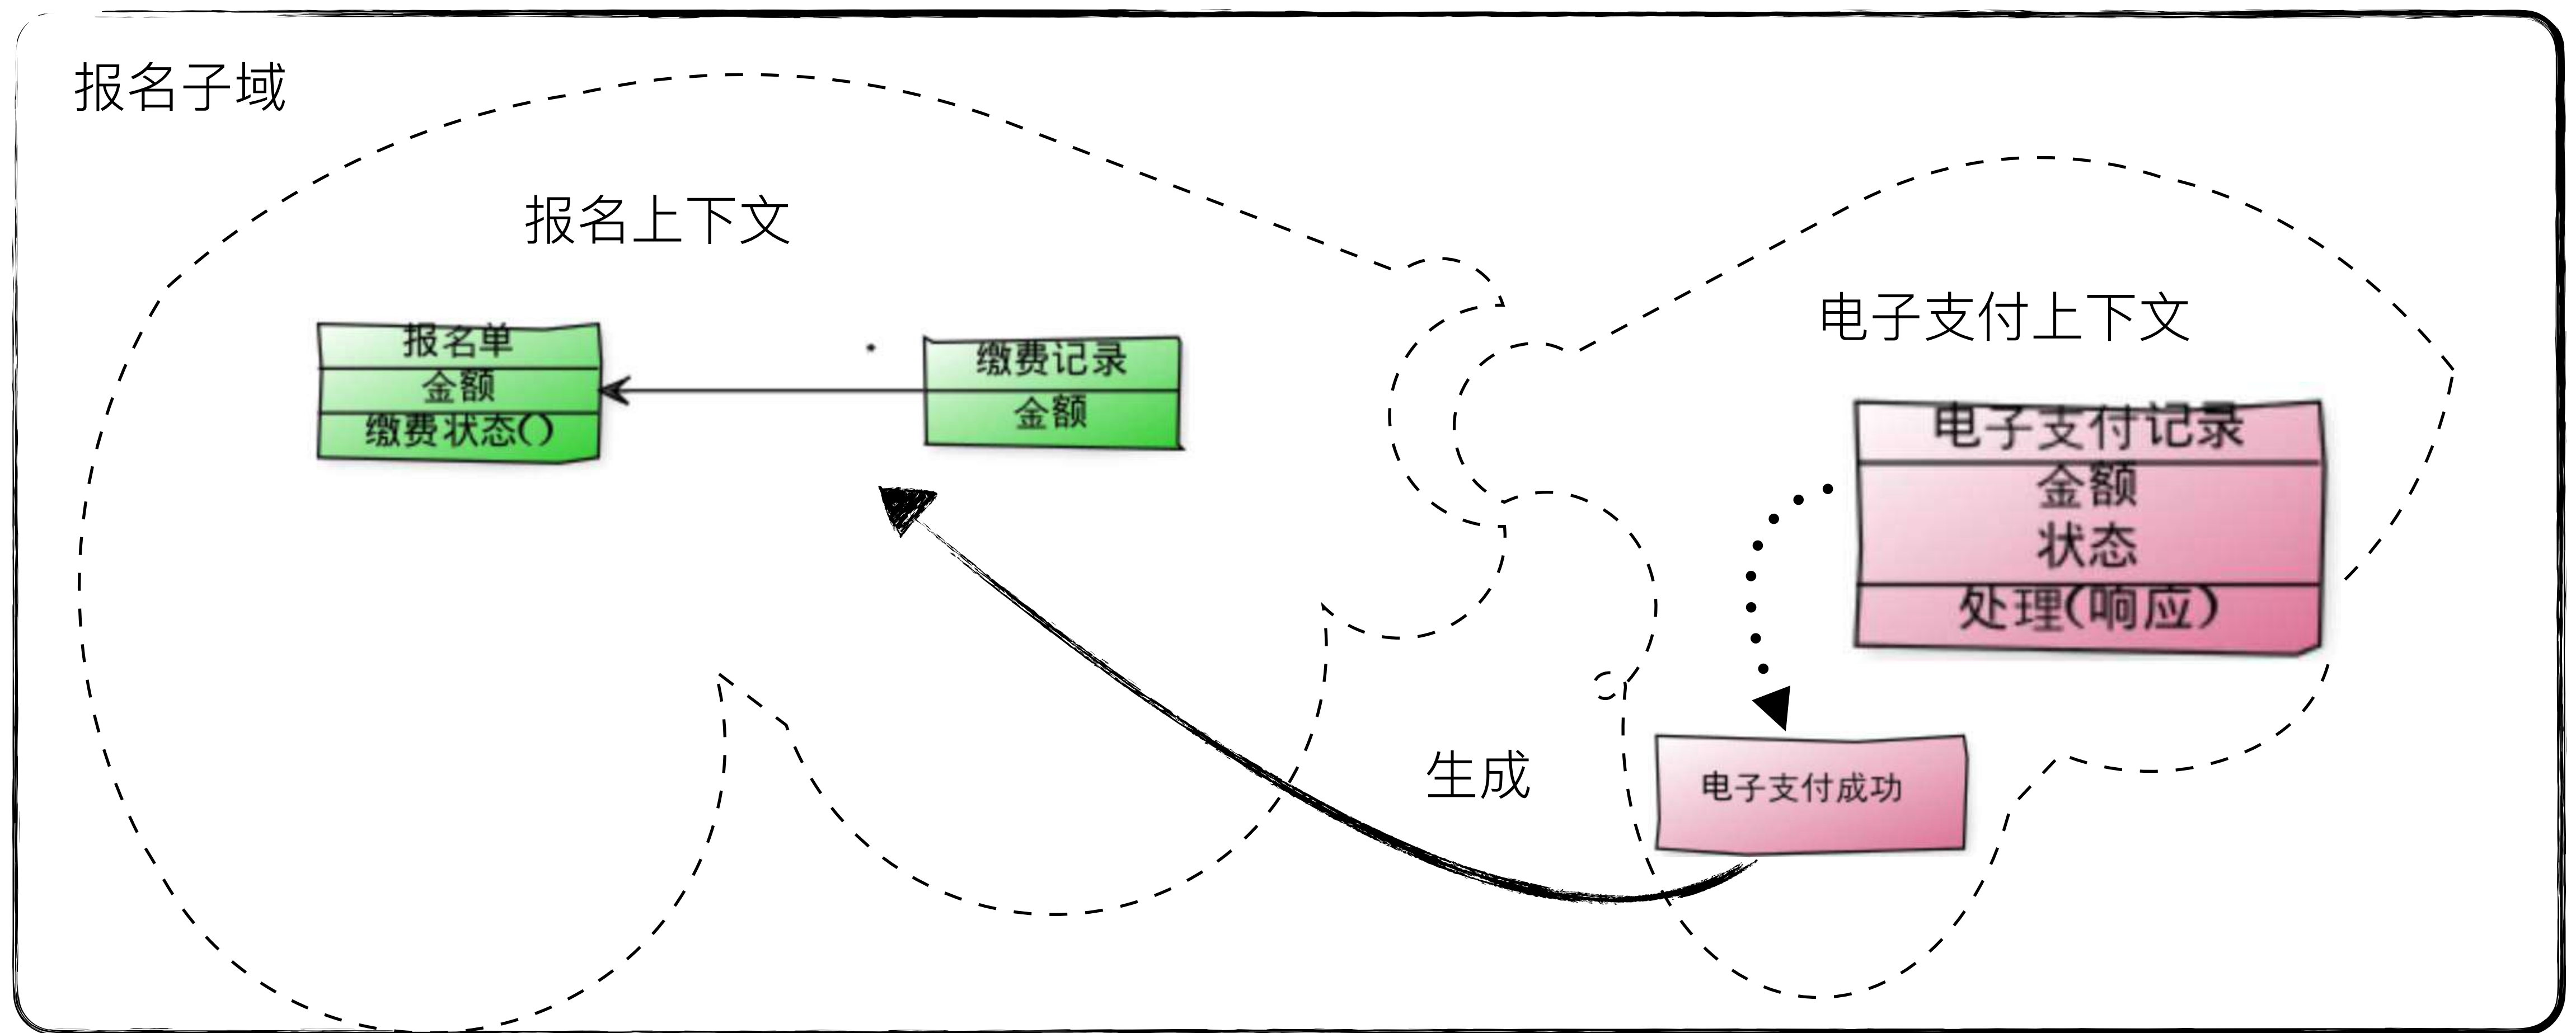 报名子域
报名上下文
报名单
金额
缴费状态()
*
缴费记录
金额
生成
电子支付上下文
电子支付记录
金额
状态
处理(响应)
电子支付成功